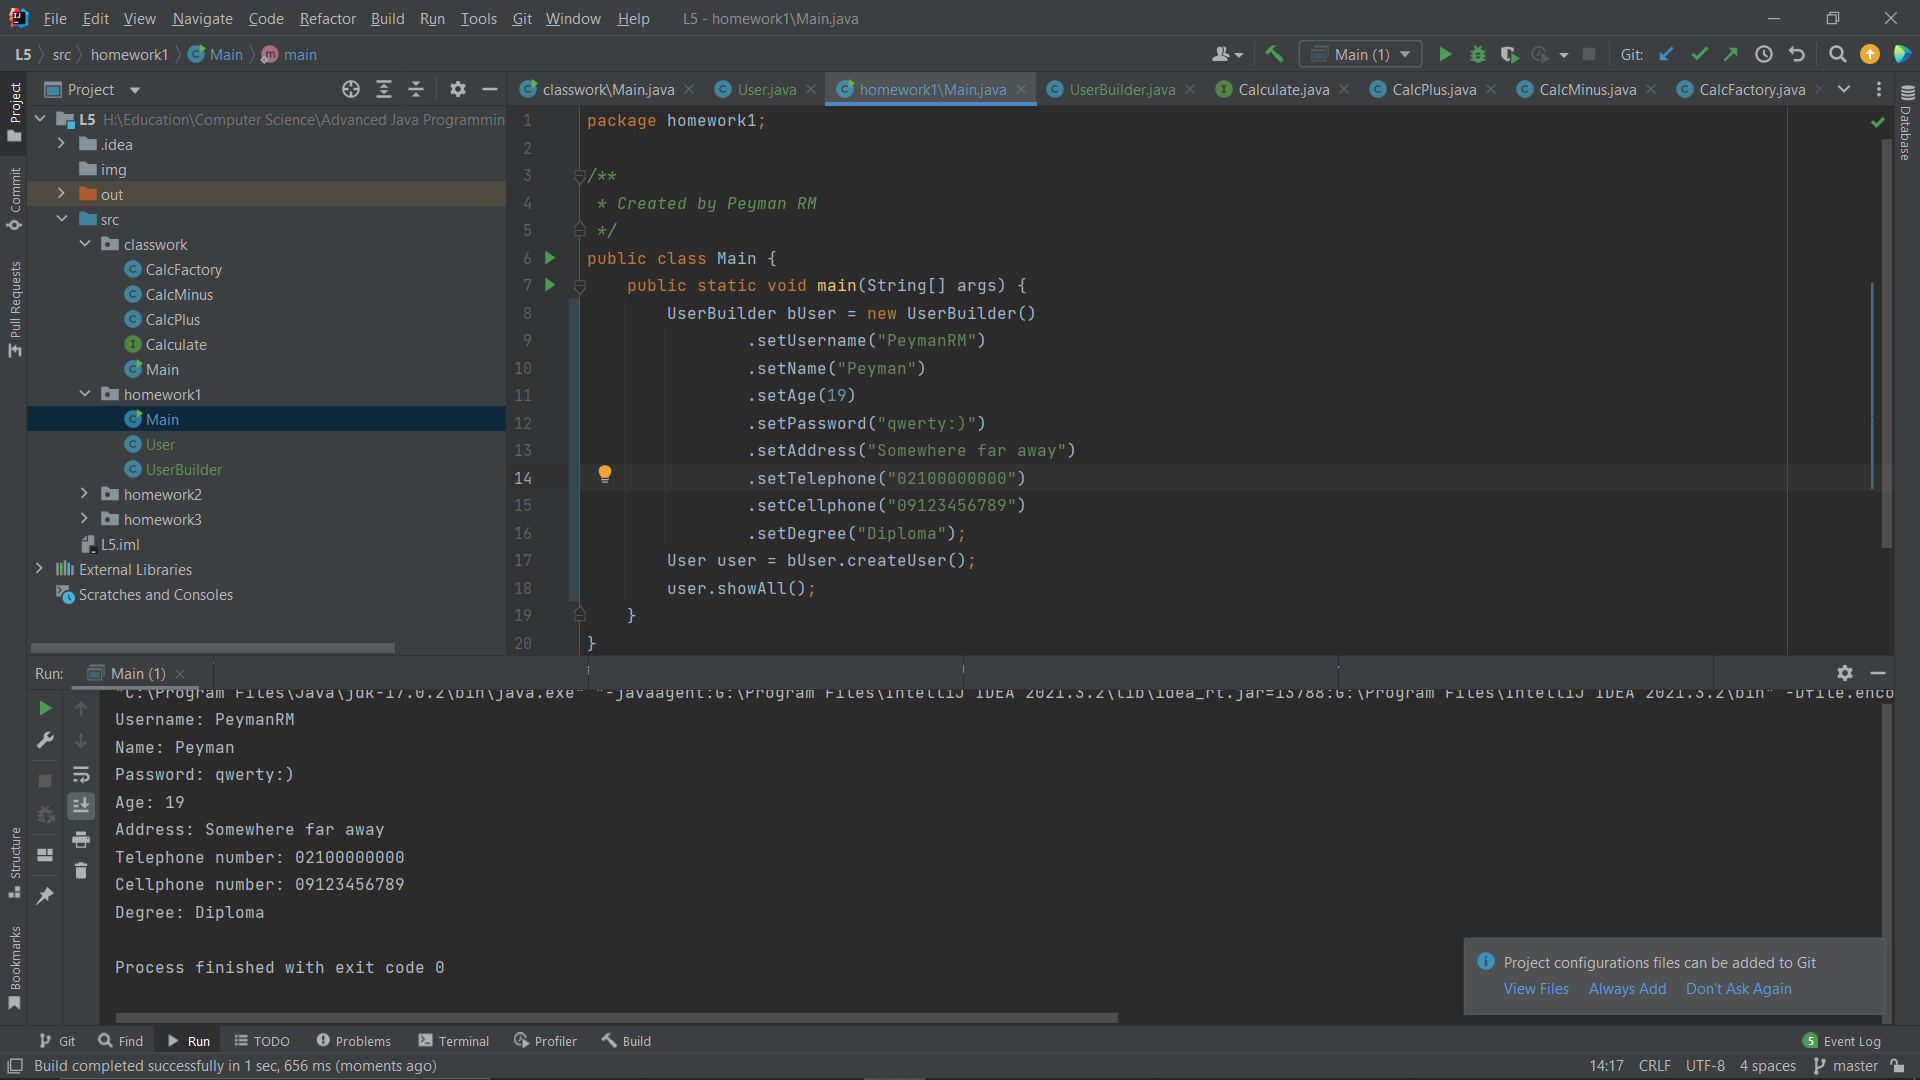 File Edit View Navigate Code Refactor Build Run Tools Git Window Help L5 - homework1\Main.java
L5 src homework1 Main main
Main (1) Git:
Project
classwork\Main.java User.java homework1\Main.java UserBuilder.java Calculate.java CalcPlus.java CalcMinus.java CalcFactory.java
Project
Commit
Pull Requests
Structure
Bookmarks
Database
L5 H:\Education\Computer Science\Advanced Java Programmin
.idea
img
out
src
classwork
CalcFactory
CalcMinus
CalcPlus
Calculate
Main
homework1
Main
User
UserBuilder
homework2
homework3
L5.iml
External Libraries
Scratches and Consoles
1 package homework1;
2
3 /**
4 * Created by Peyman RM
5 */
6 public class Main {
7 public static void main(String[] args) {
8 UserBuilder bUser = new UserBuilder()
9 .setUsername("PeymanRM")
10 .setName("Peyman")
11 .setAge(19)
12 .setPassword("qwerty:)")
13 .setAddress("Somewhere far away")
14 .setTelephone("02100000000")
15 .setCellphone("09123456789")
16 .setDegree("Diploma");
17 User user = bUser.createUser();
18 user.showAll();
19 }
20 }
Run: Main (1)
"C:\Program Files\Java\jdk-17.0.2\bin\java.exe" "-javaagent:G:\Program Files\IntelliJ IDEA 2021.3.2\lib\idea_rt.jar=13788:G:\Program Files\IntelliJ IDEA 2021.3.2\bin" -Dfile.enco
Username: PeymanRM
Name: Peyman
Password: qwerty:)
Age: 19
Address: Somewhere far away
Telephone number: 02100000000
Cellphone number: 09123456789
Degree: Diploma
Process finished with exit code 0
Project configurations files can be added to Git
View Files Always Add Don't Ask Again
Git Find Run TODO Problems Terminal Profiler Build 5 Event Log
Build completed successfully in 1 sec, 656 ms (moments ago) 14:17 CRLF UTF-8 4 spaces master